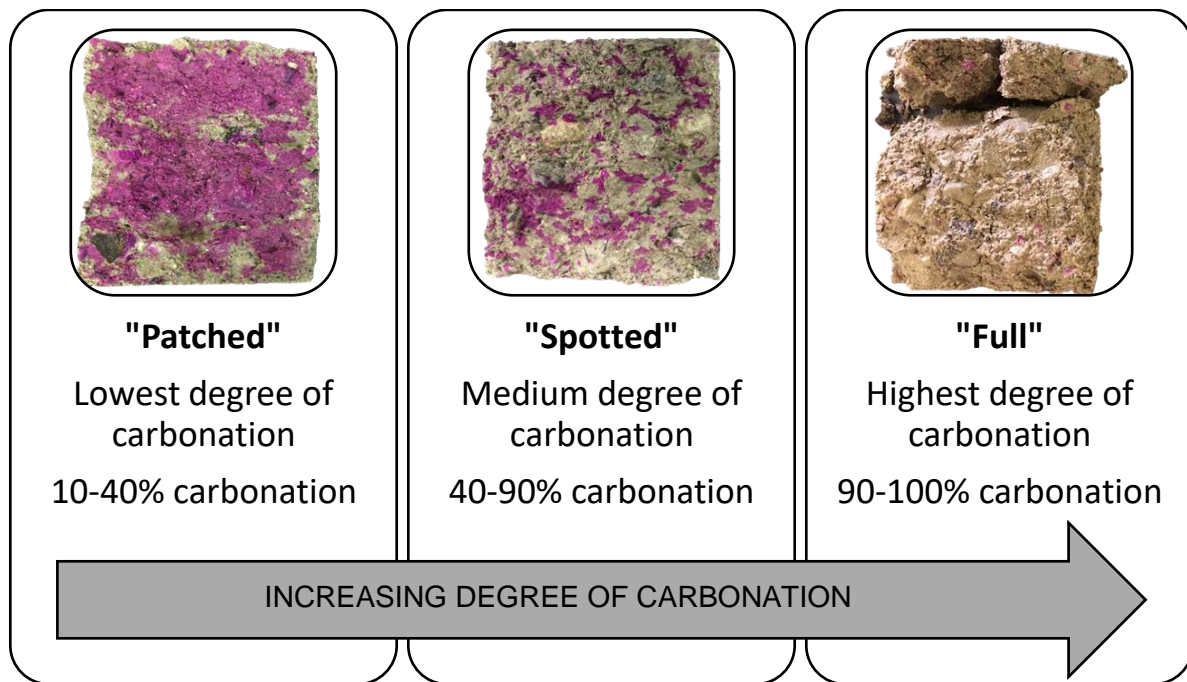 "Patched"
Lowest degree of
carbonation
10-40% carbonation
"Spotted"
Medium degree of
carbonation
40-90% carbonation
"Full"
Highest degree of
carbonation
90-100% carbonation
INCREASING DEGREE OF CARBONATION